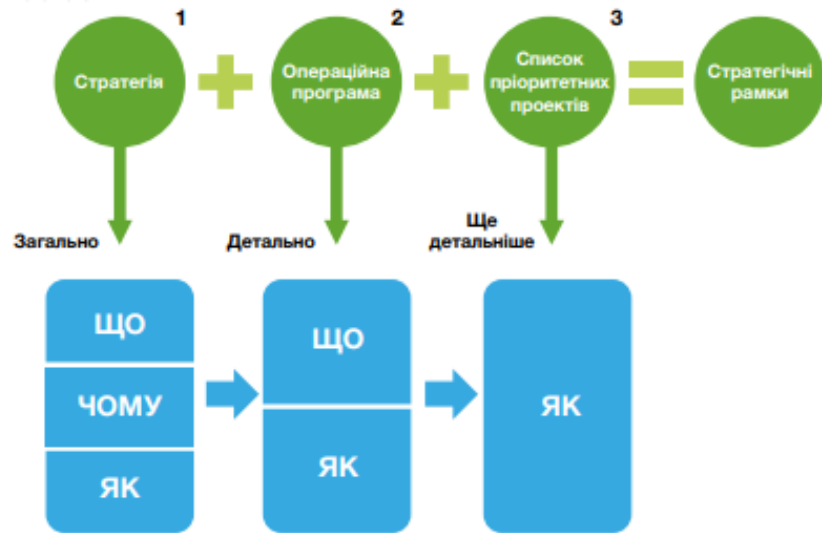 1
2
3
Стратегія
Операційна
програма
Список
пріоритетних
проектів
Стратегічні
рамки
Загально
Детально
Ще
детальніше
ЩО
ЧОМУ
ЯК
ЩО
ЯК
ЯК